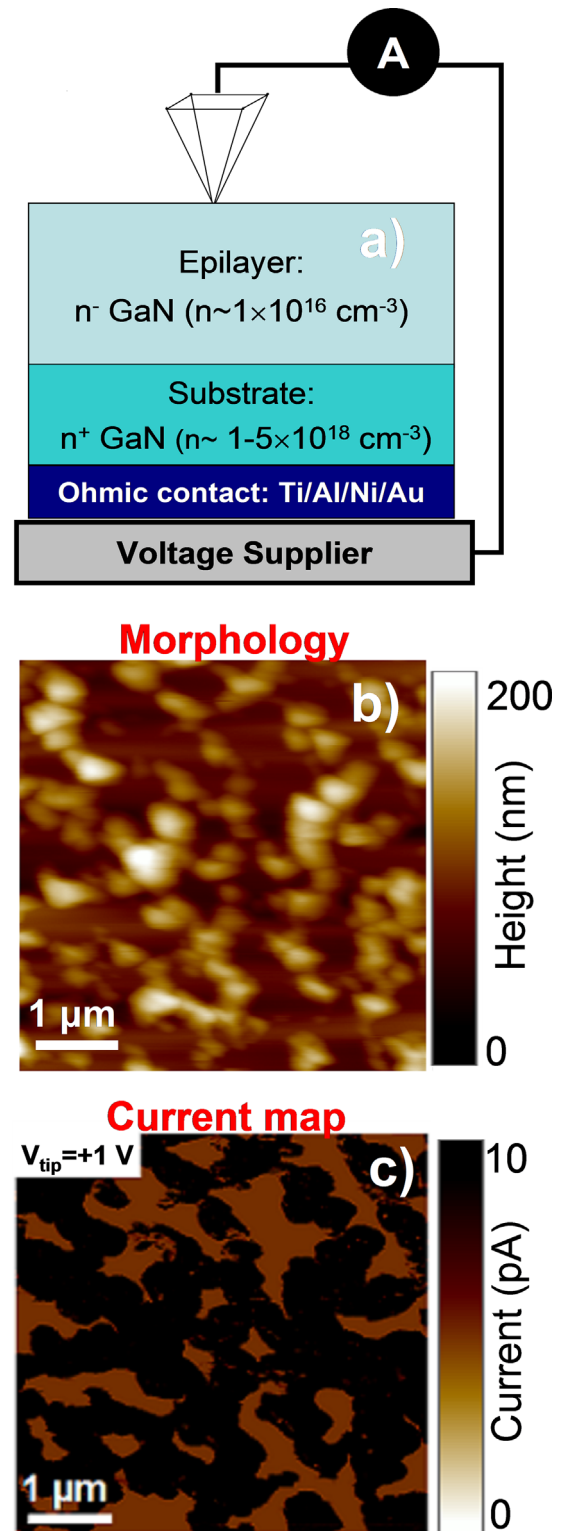 A
a)
Epilayer:
n⁻ GaN (n~1×10¹⁶ cm⁻³)
Substrate:
n⁺ GaN (n~ 1-5×10¹⁸ cm⁻³)
Ohmic contact: Ti/Al/Ni/Au
Voltage Supplier
Morphology
b)
200
Height (nm)
0
1 µm
Current map
Vtip=+1 V
c)
10
Current (pA)
0
1 µm